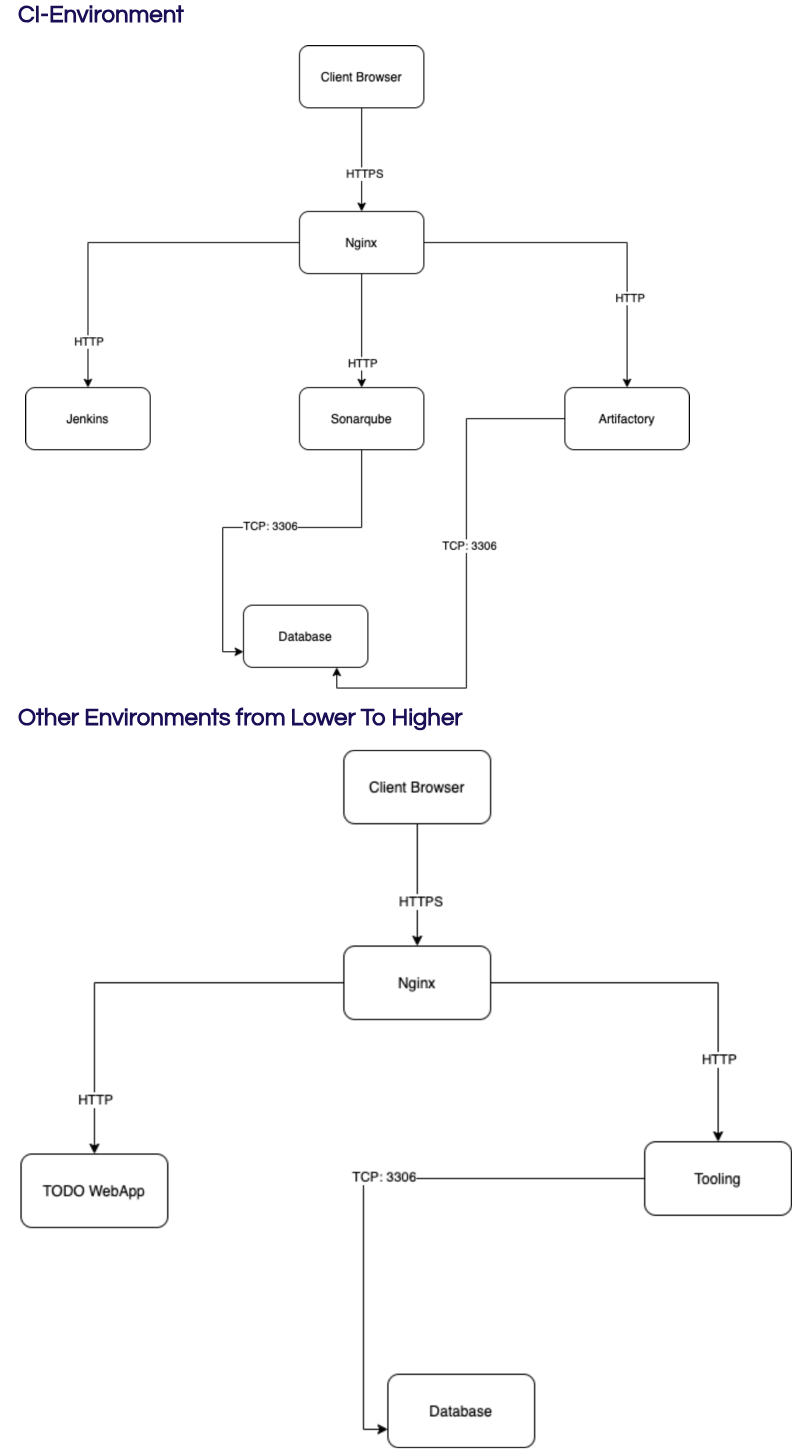 CI-Environment
Client Browser
HTTPS
Nginx
HTTP
HTTP
HTTP
Jenkins
Sonarqube
Artifactory
TCP: 3306
TCP: 3306
Database
Other Environments from Lower To Higher
Client Browser
HTTPS
Nginx
HTTP
HTTP
TODO WebApp
Tooling
TCP: 3306
Database